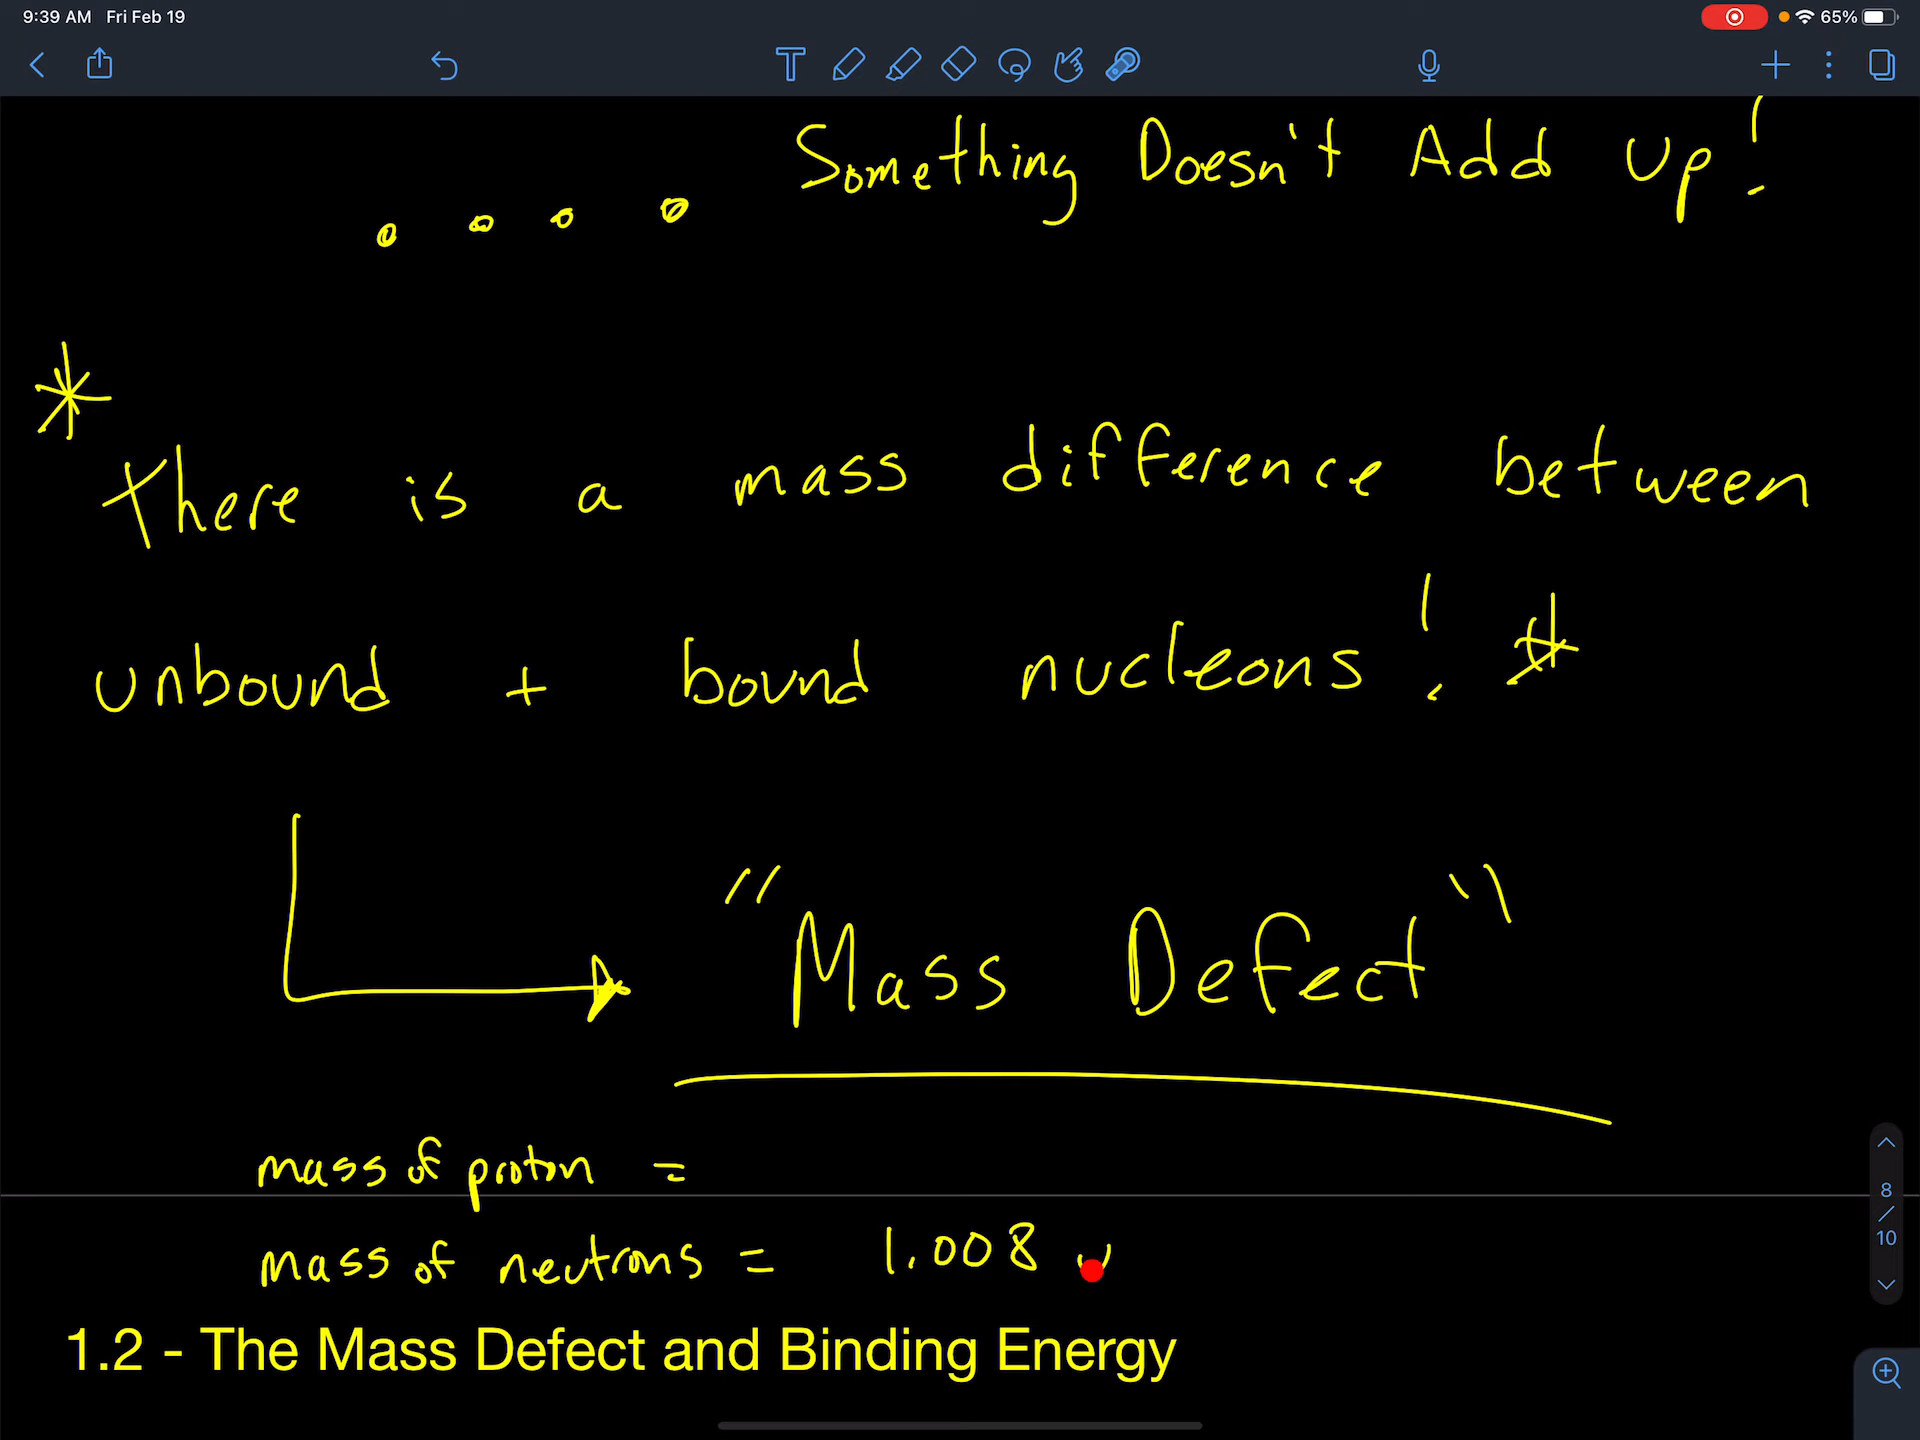 9:39 AM Fri Feb 19
65%
.... Something Doesn't Add Up!
* There is a mass difference between
unbound + bound nucleons! *
"Mass Defect"
mass of proton =
mass of neutrons = 1.008 u
1.2 - The Mass Defect and Binding Energy
8
/
10